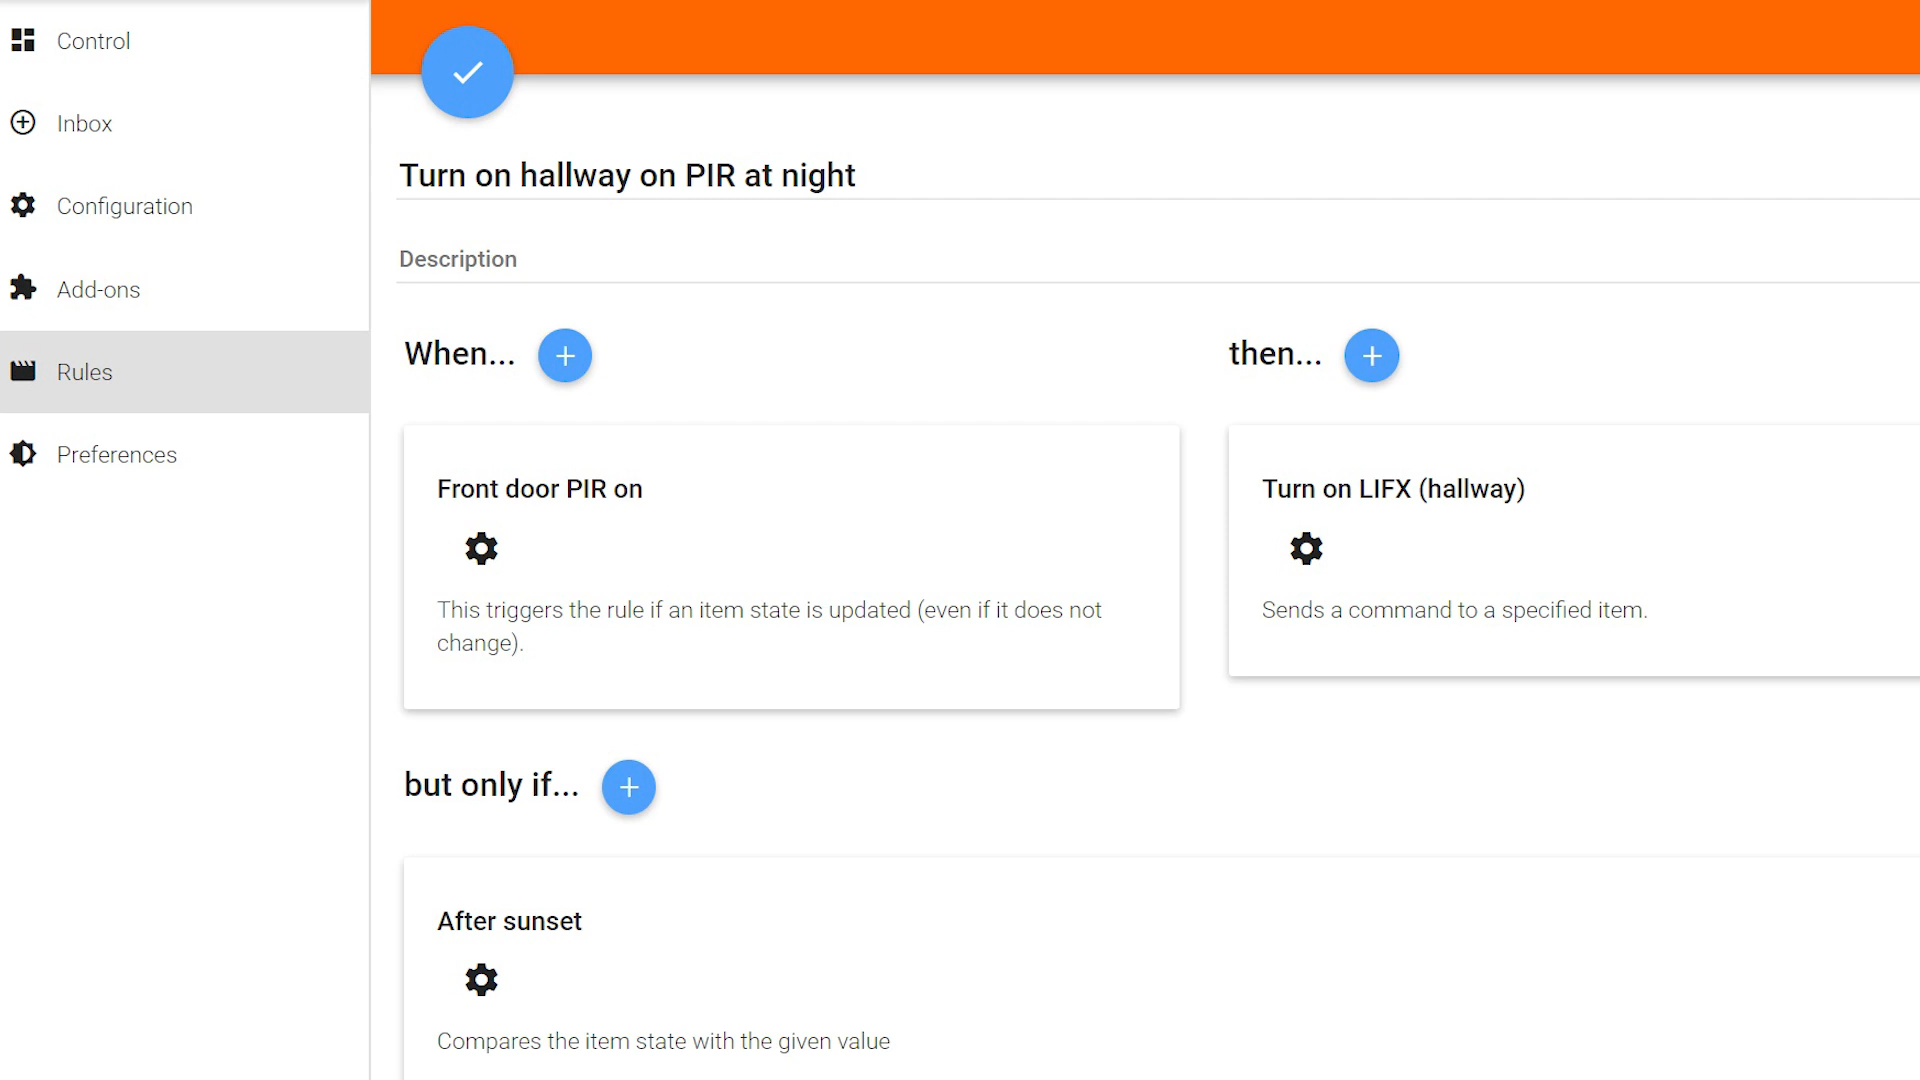 Control
Inbox
Configuration
Add-ons
Rules
Preferences
Turn on hallway on PIR at night
Description
When...
then...
Front door PIR on
This triggers the rule if an item state is updated (even if it does not
change).
Turn on LIFX (hallway)
Sends a command to a specified item.
but only if...
After sunset
Compares the item state with the given value